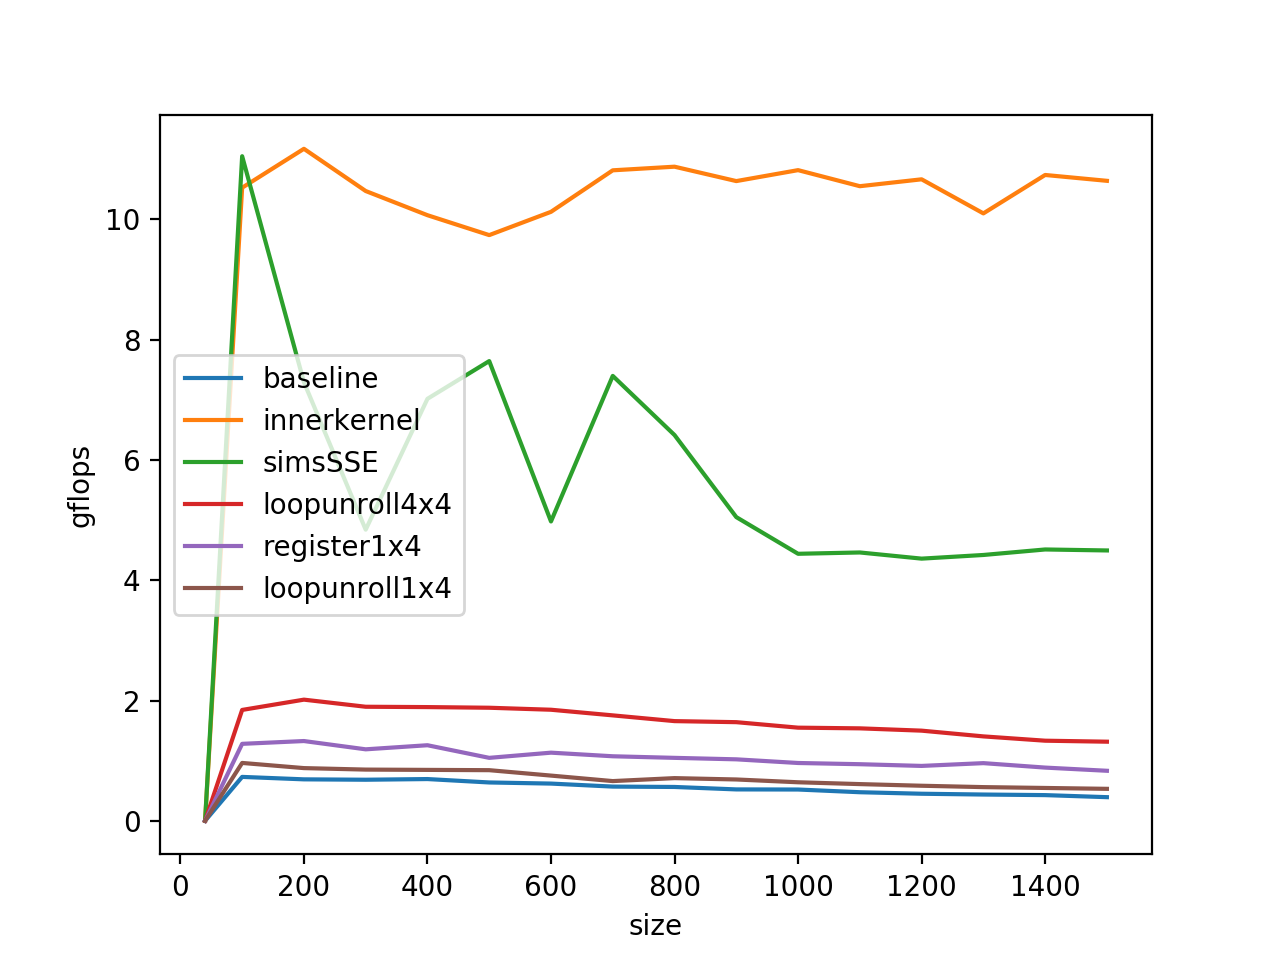 10
8
6
4
2
0
gflops
baseline
innerkernel
simsSSE
loopunroll4x4
register1x4
loopunroll1x4
0 200 400 600 800 1000 1200 1400
size